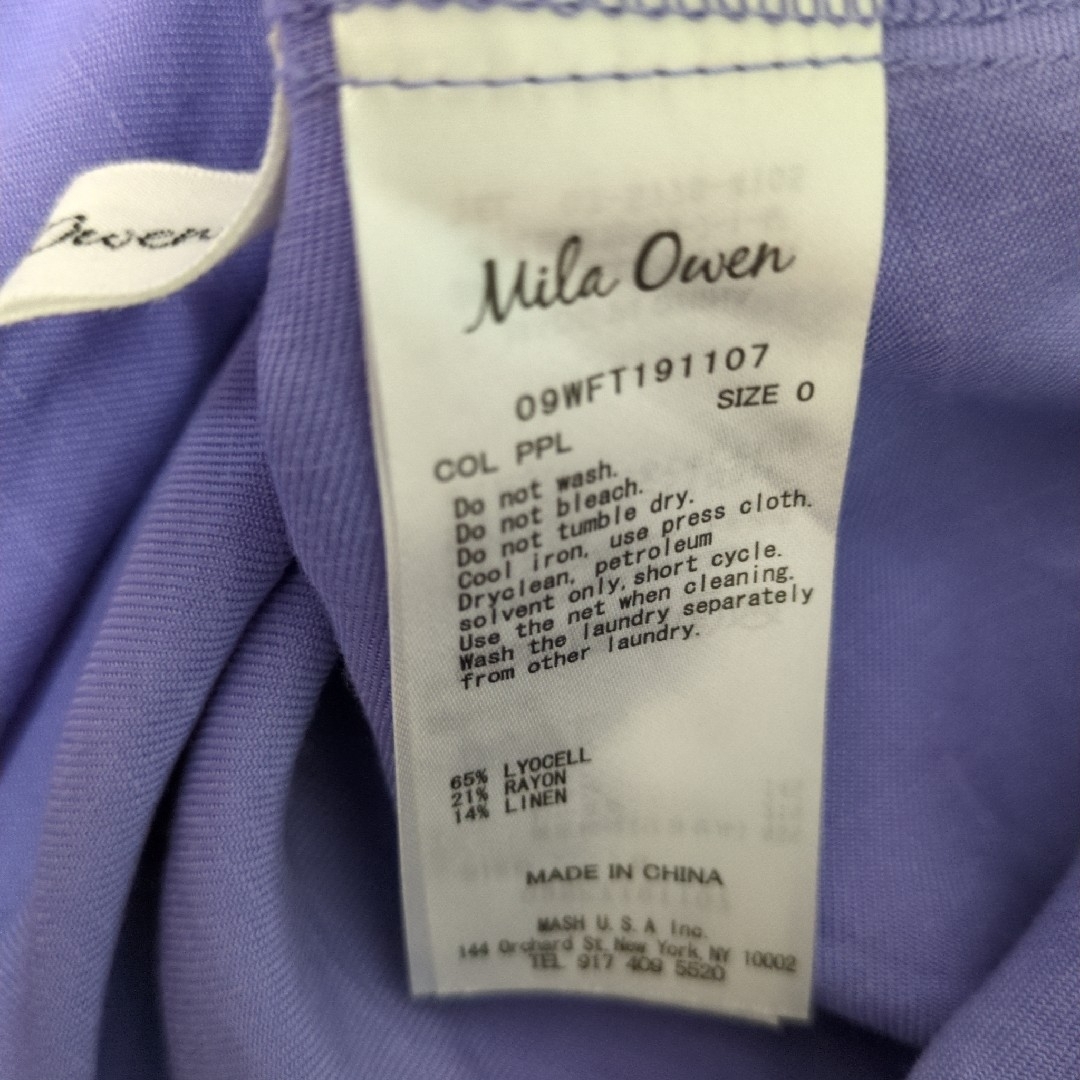 Owen
Mila Owen
09WFT191107
SIZE 0
COL PPL
Do not wash.
Do not bleach.
Do not tumble dry.
Cool iron, use press cloth.
Dryclean, petroleum
solvent only, short cycle.
Use the net when cleaning.
Wash the laundry separately
from other laundry.
65% LYOCELL
21% RAYON
14% LINEN
MADE IN CHINA
MASH U.S.A Inc.
144 Orchard St, New York, NY 10002
TEL 917 409 5520